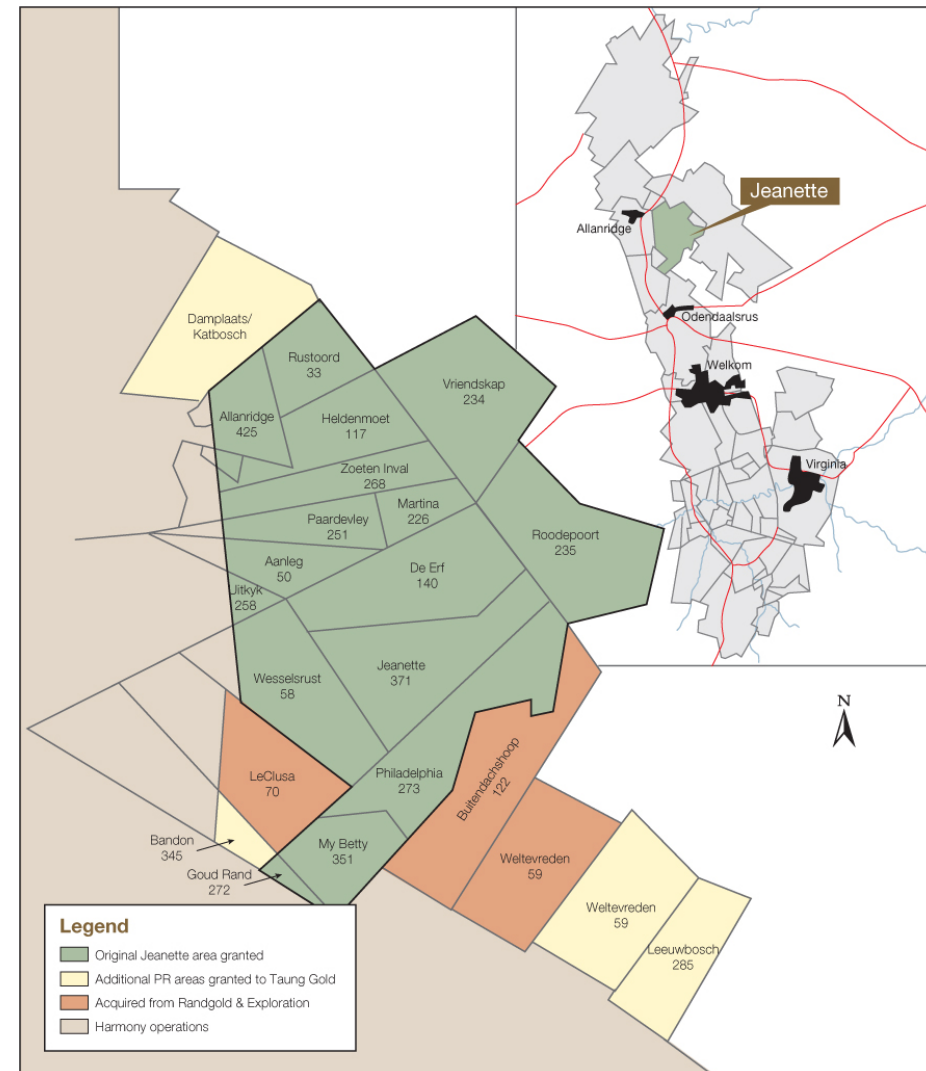 Jeanette
Allanridge
Odendaalsrus
Welkom
Virginia
Damplaats/
Katbosch
Rustoord
33
Vriendskap
234
Allanridge
425
Heldenmoet
117
Zoeten Inval
268
Martina
226
Paardevley
251
Roodepoort
235
Aanleg
50
De Erf
140
Jitkyk
258
Jeanette
371
Wesselsrust
58
N
LeClusa
70
Philadelphia
273
Buitendachshoop
122
Bandon
345
My Betty
351
Goud Rand
272
Weltevreden
59
Weltevreden
59
Leeuwbosch
285
Legend
Original Jeanette area granted
Additional PR areas granted to Taung Gold
Acquired from Randgold & Exploration
Harmony operations